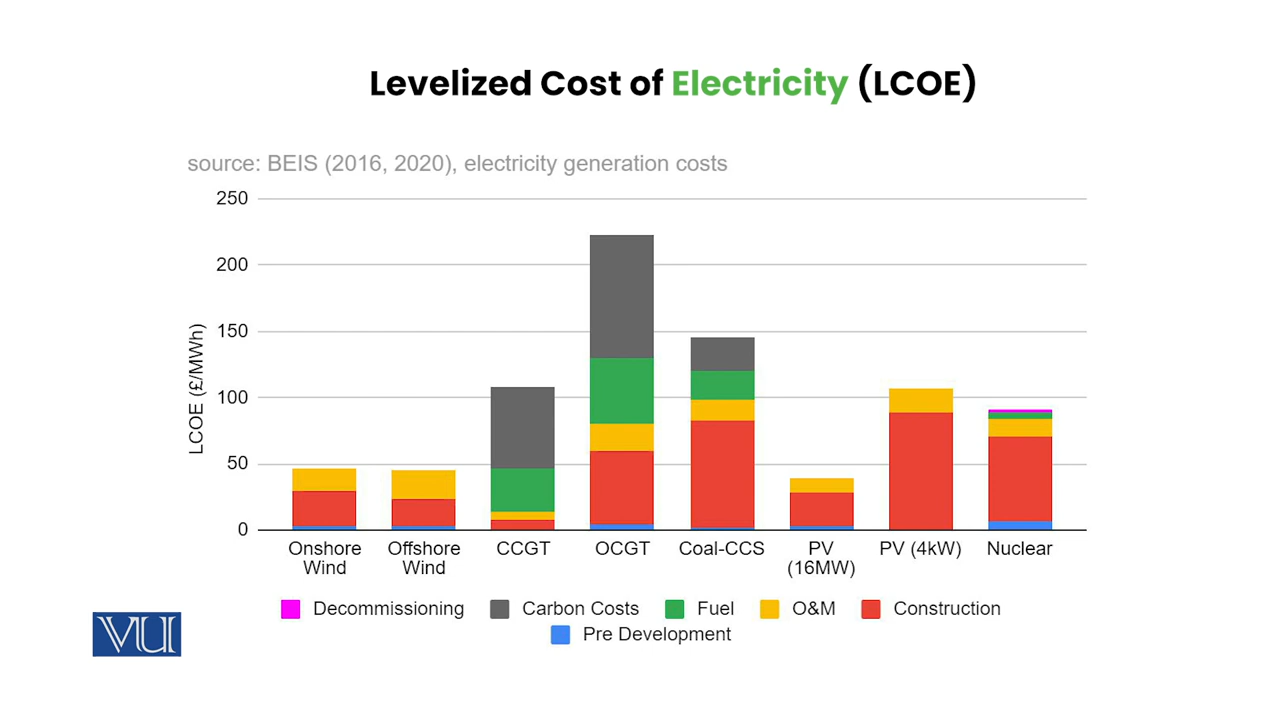 Levelized Cost of Electricity (LCOE)
source: BEIS (2016, 2020), electricity generation costs
250
200
150
100
50
0
LCOE (£/MWh)
Onshore
Wind
Offshore
Wind
CCGT
OCGT
Coal-CCS
PV
(16MW)
PV (4kW)
Nuclear
Decommissioning
Carbon Costs
Fuel
O&M
Construction
Pre Development
VU